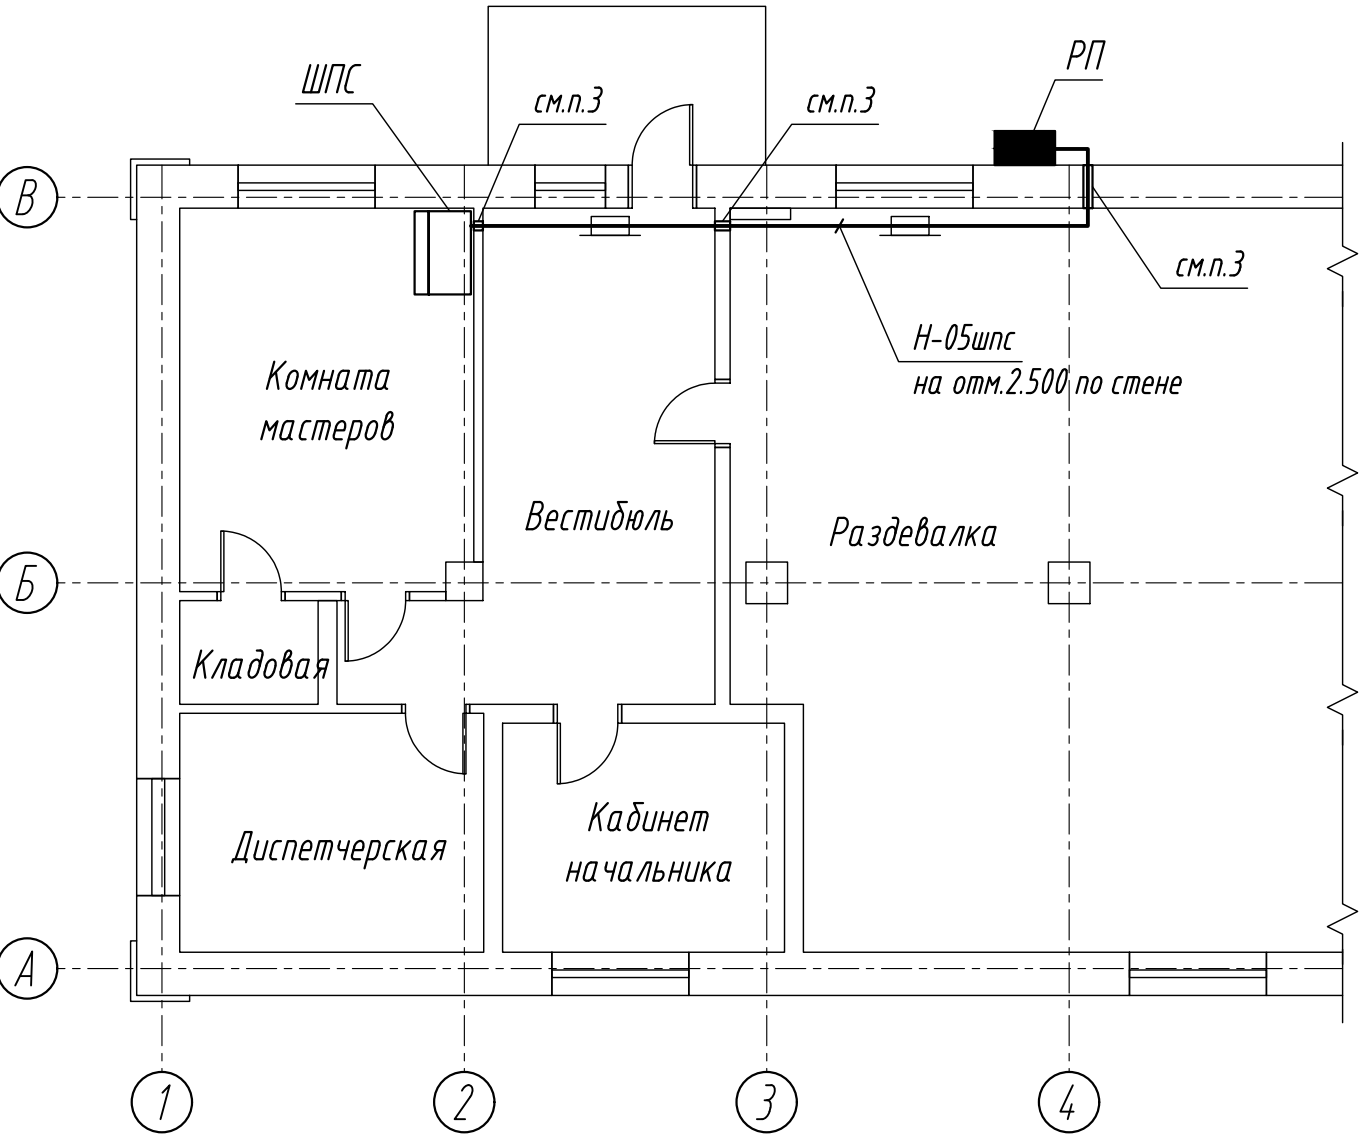 РП
ШПС
см.п.3
см.п.3
В
см.п.3
Н-05шпс
на отм.2.500 по стене
Комната
мастеров
Вестибюль
Раздевалка
Б
Кладовая
Кабинет
начальника
Диспетчерская
А
1
2
3
4